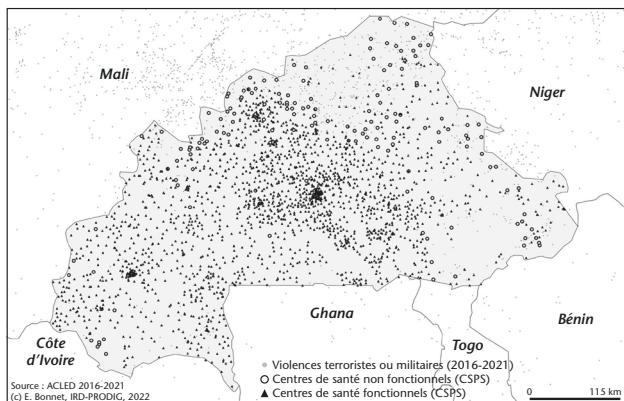 Mali
Niger
Ghana
Togo
Bénin
Côte
d'Ivoire
Violences terroristes ou militaires (2016-2021)
Centres de santé non fonctionnels (CSPS)
Centres de santé fonctionnels (CSPS)
Source : ACLED 2016-2021
(c) E. Bonnet, IRD-PRODIG, 2022
0 115 km